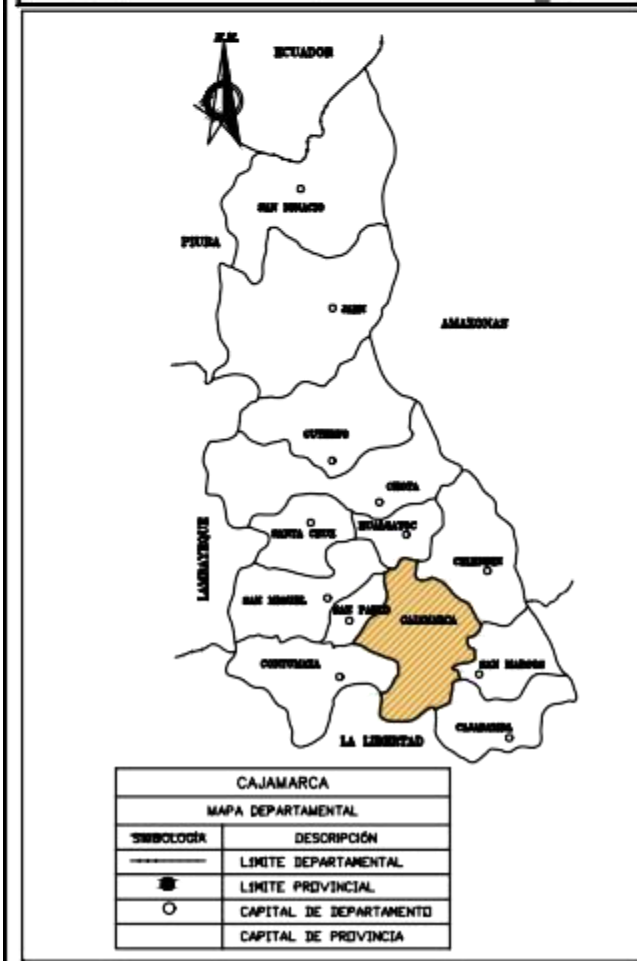 N.M.
ECUADOR
SAN IGNACIO
PIURA
JAEN
AMAZONAS
CUTERVO
CHOTA
SANTA CRUZ
HUALGAYOC
LAMBAYEQUE
CELENDIN
SAN MIGUEL
SAN PABLO
CAJAMARCA
CONTUMAZA
SAN MARCOS
CAJABAMBA
LA LIBERTAD
CAJAMARCA
MAPA DEPARTAMENTAL
SIMBOLOGÍA DESCRIPCIÓN
LIMITE DEPARTAMENTAL
LIMITE PROVINCIAL
CAPITAL DE DEPARTAMENTO
CAPITAL DE PROVINCIA